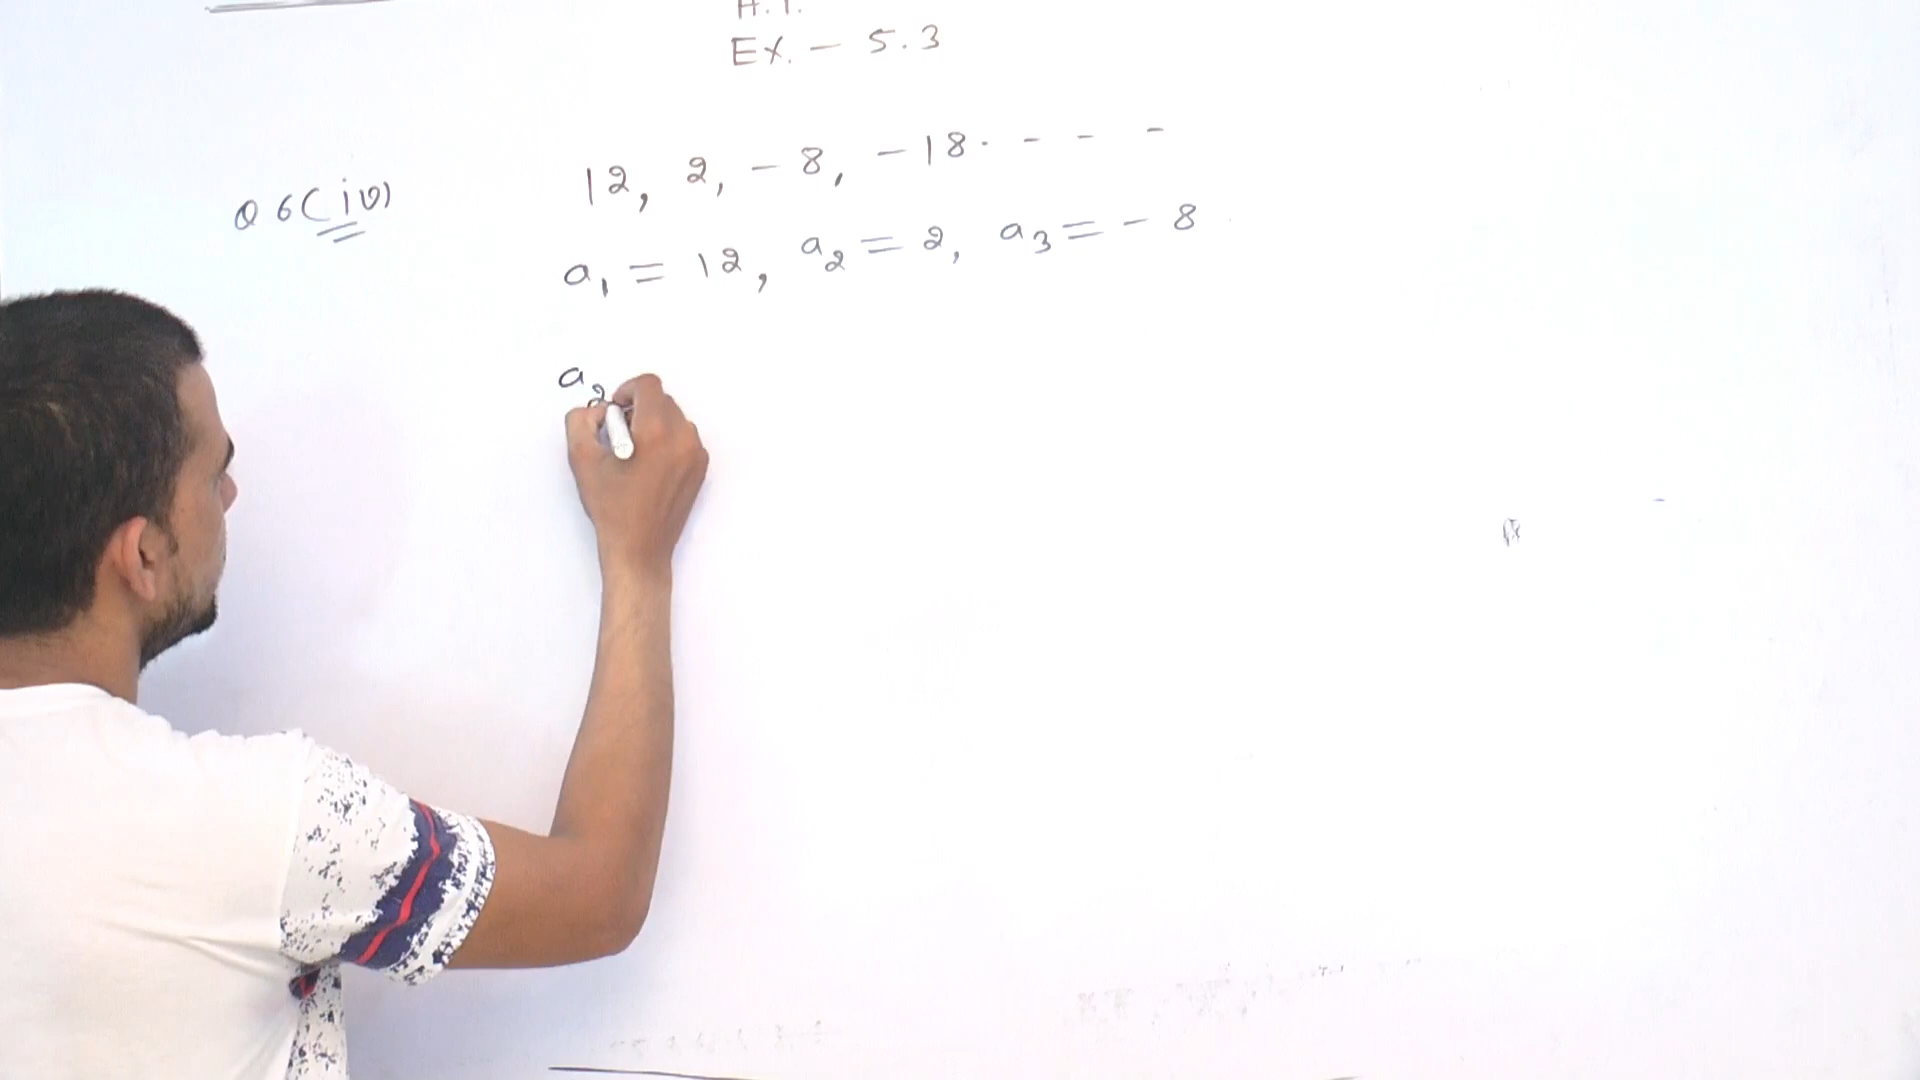 Ex. - 5.3
Q 6(iv) 12, 2, - 8, - 18 - - - -
a₁ = 12, a₂ = 2, a₃ = - 8
a₂